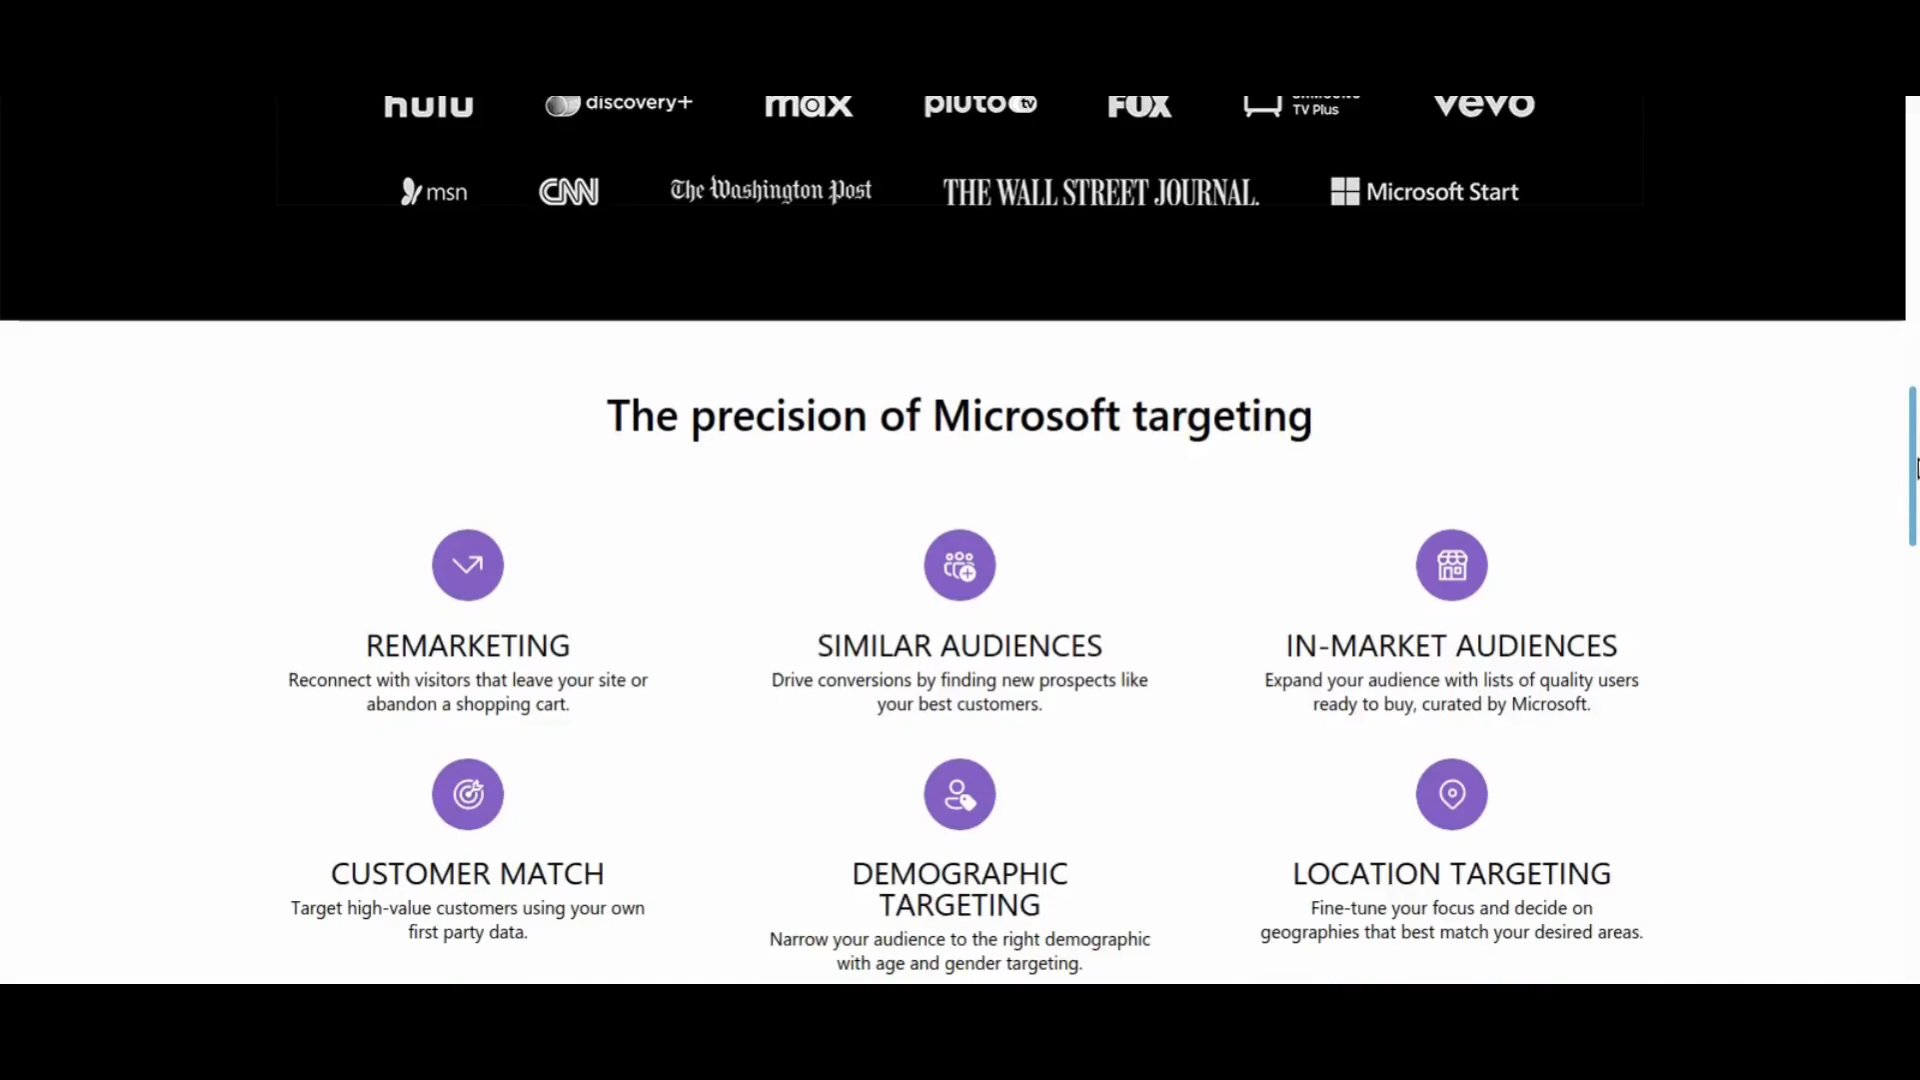 hulu discovery+ max pluto tv FOX TV Plus vevo
msn CNN The Washington Post THE WALL STREET JOURNAL. Microsoft Start
The precision of Microsoft targeting
REMARKETING
Reconnect with visitors that leave your site or
abandon a shopping cart.
SIMILAR AUDIENCES
Drive conversions by finding new prospects like
your best customers.
IN-MARKET AUDIENCES
Expand your audience with lists of quality users
ready to buy, curated by Microsoft.
CUSTOMER MATCH
Target high-value customers using your own
first party data.
DEMOGRAPHIC
TARGETING
Narrow your audience to the right demographic
with age and gender targeting.
LOCATION TARGETING
Fine-tune your focus and decide on
geographies that best match your desired areas.